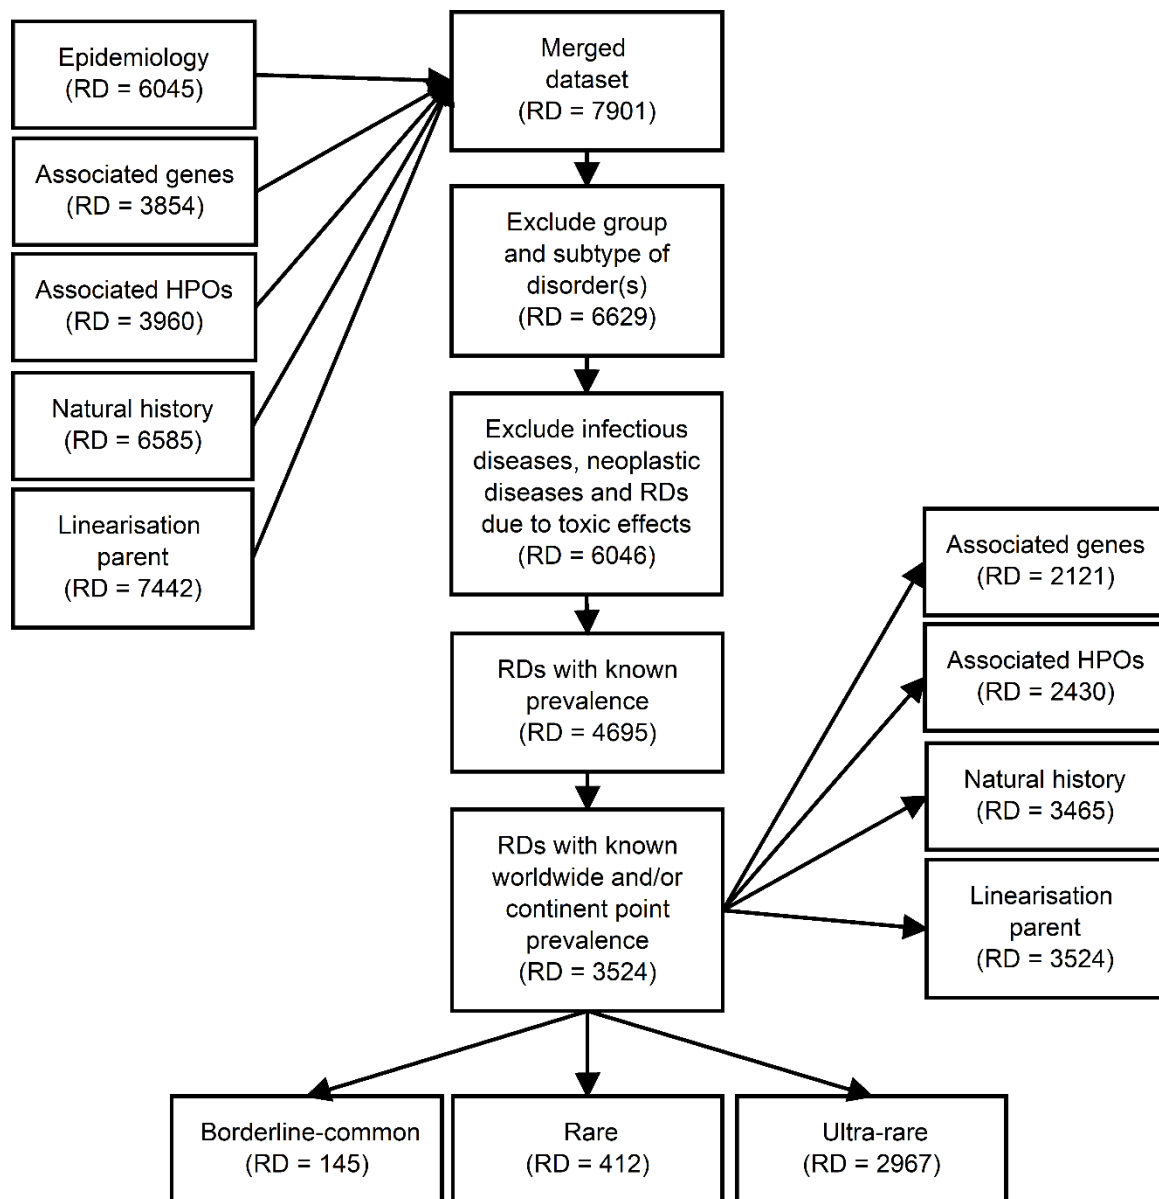 Epidemiology
(RD = 6045)
Associated genes
(RD = 3854)
Associated HPOs
(RD = 3960)
Natural history
(RD = 6585)
Linearisation
parent
(RD = 7442)
Merged
dataset
(RD = 7901)
Exclude group
and subtype of
disorder(s)
(RD = 6629)
Exclude infectious
diseases, neoplastic
diseases and RDs
due to toxic effects
(RD = 6046)
RDs with known
prevalence
(RD = 4695)
RDs with known
worldwide and/or
continent point
prevalence
(RD = 3524)
Associated genes
(RD = 2121)
Associated HPOs
(RD = 2430)
Natural history
(RD = 3465)
Linearisation
parent
(RD = 3524)
Borderline-common
(RD = 145)
Rare
(RD = 412)
Ultra-rare
(RD = 2967)